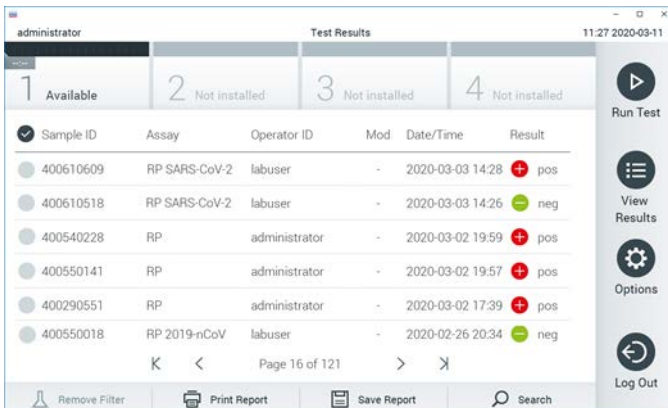 administrator Test Results 11:27 2020-03-11
--:--
1 Available 2 Not installed 3 Not installed 4 Not installed
Run Test
Sample ID Assay Operator ID Mod Date/Time Result
400610609 RP SARS-CoV-2 labuser - 2020-03-03 14:28 pos
400610518 RP SARS-CoV-2 labuser - 2020-03-03 14:26 neg
View
Results
400540228 RP administrator - 2020-03-02 19:59 pos
400550141 RP administrator - 2020-03-02 19:57 pos
Options
400290551 RP administrator - 2020-03-02 17:39 pos
400550018 RP 2019-nCoV labuser - 2020-02-26 20:34 neg
Page 16 of 121
Log Out
Remove Filter Print Report Save Report Search